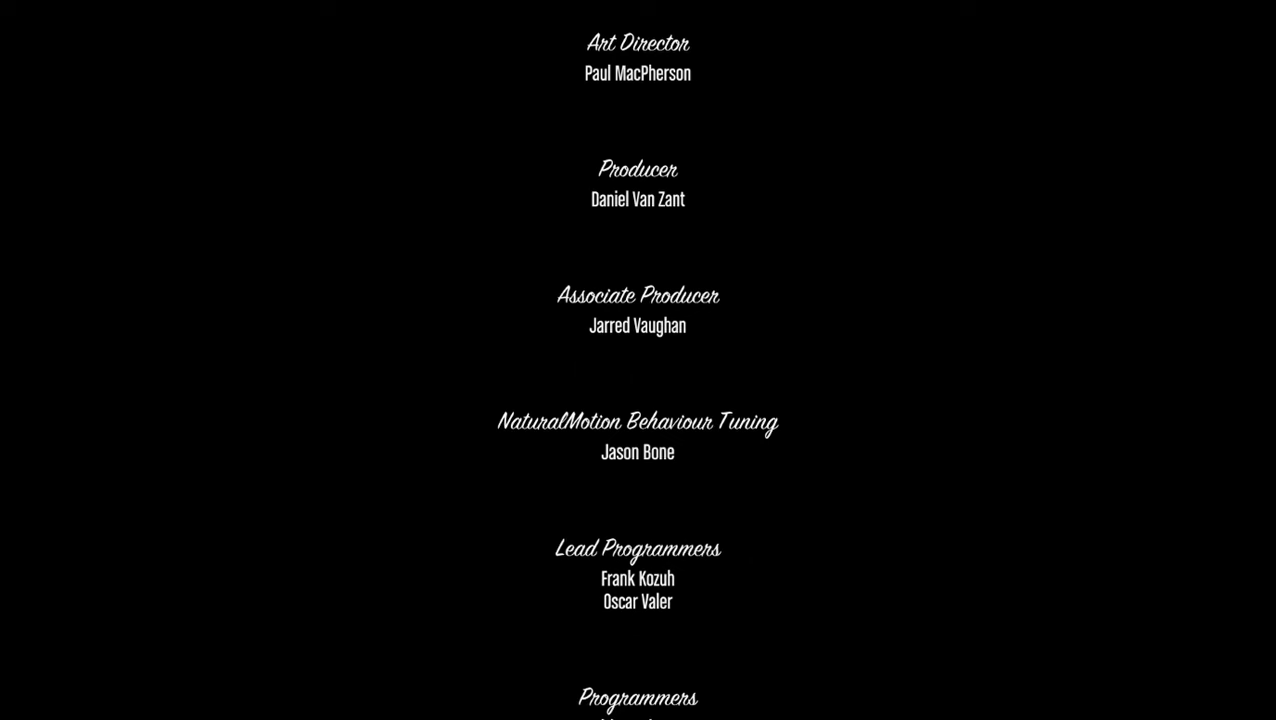 Art Director
Paul MacPherson
Producer
Daniel Van Zant
Associate Producer
Jarred Vaughan
NaturalMotion Behaviour Tuning
Jason Bone
Lead Programmers
Frank Kozuh
Oscar Valer
Programmers